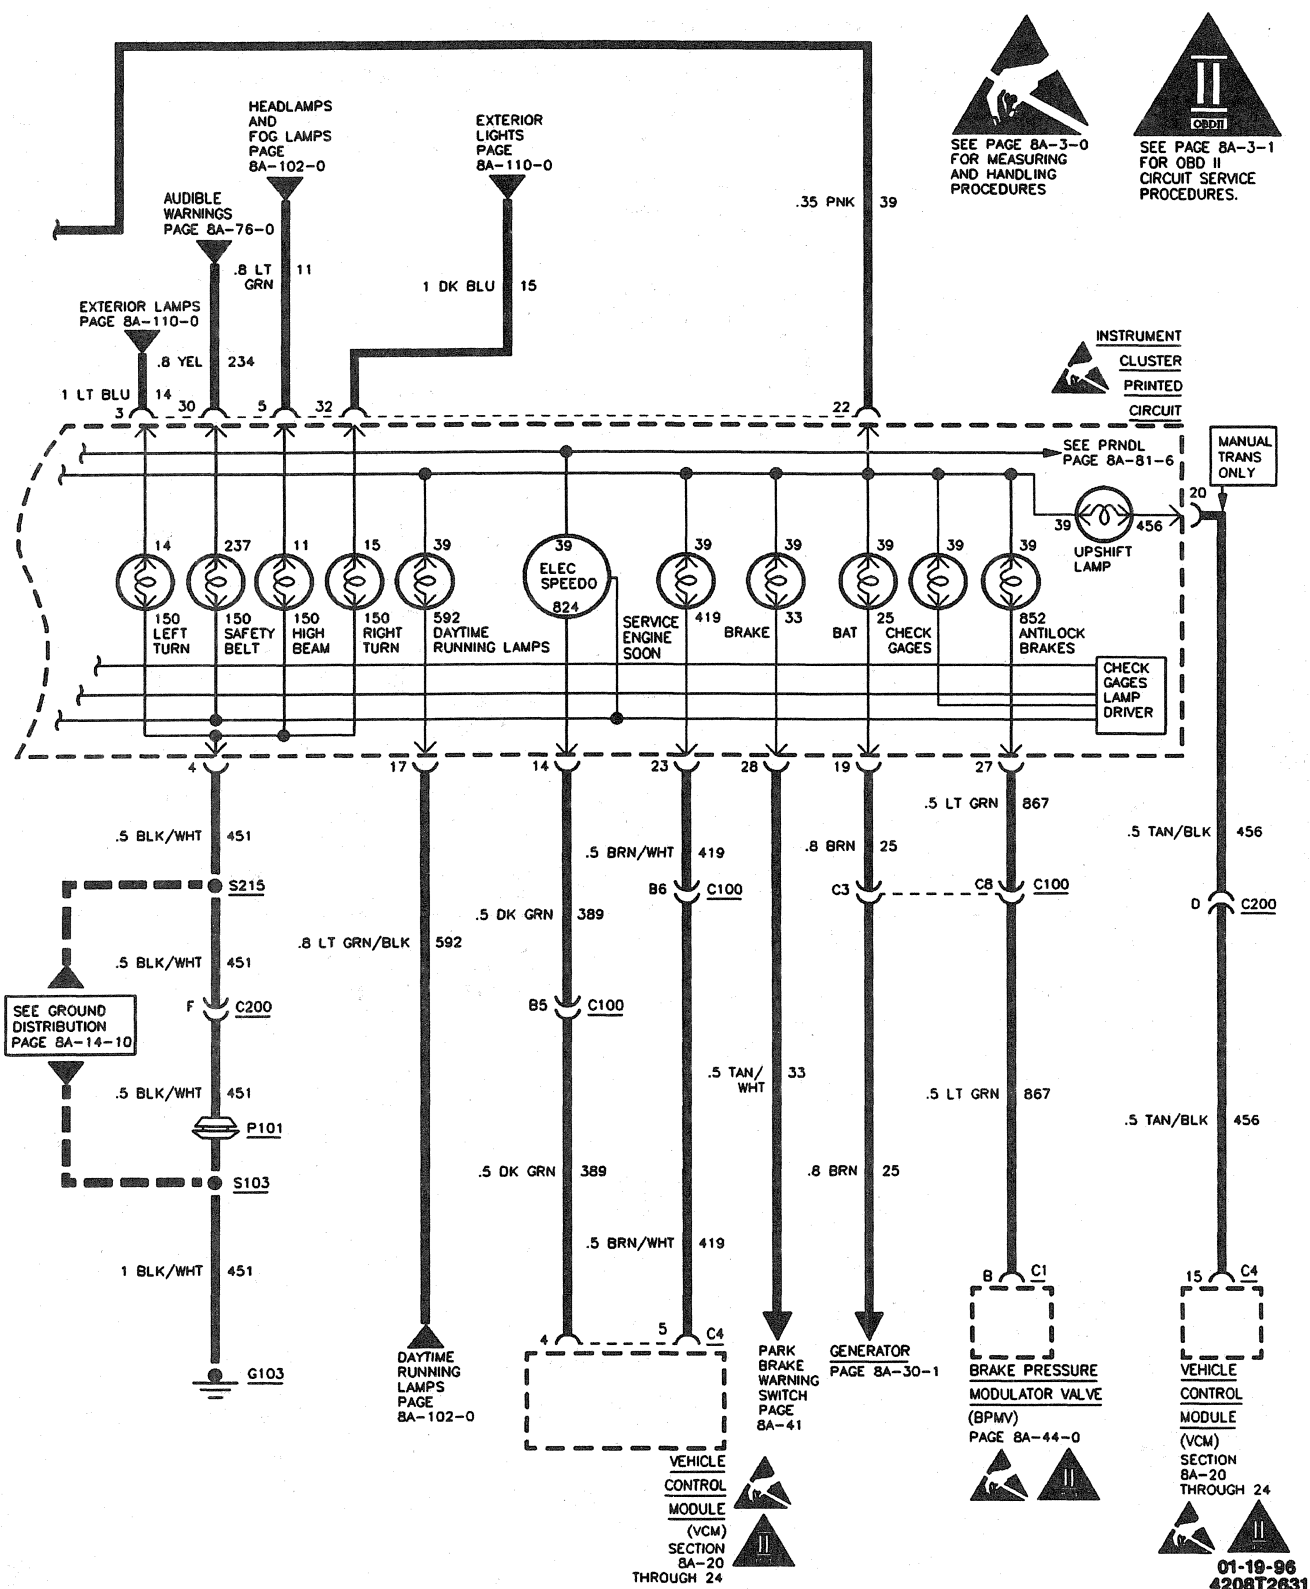 HEADLAMPS
AND
FOG LAMPS
PAGE
8A-102-0
EXTERIOR
LIGHTS
PAGE
8A-110-0
OBDII
SEE PAGE 8A-3-0
FOR MEASURING
AND HANDLING
PROCEDURES
SEE PAGE 8A-3-1
FOR OBD II
CIRCUIT SERVICE
PROCEDURES.
AUDIBLE
WARNINGS
PAGE 8A-76-0
.35 PNK 39
.8 LT
GRN
11
1 DK BLU 15
EXTERIOR LAMPS
PAGE 8A-110-0
.8 YEL 234
1 LT BLU 14
INSTRUMENT
CLUSTER
PRINTED
CIRCUIT
3 30 5 32 22
SEE PRNDL
PAGE 8A-81-6
MANUAL
TRANS
ONLY
20
39 456
UPSHIFT
LAMP
14 237 11 15 39 39 39 39 39 39 39
ELEC
SPEEDO
824
150
LEFT
TURN
150
SAFETY
BELT
150
HIGH
BEAM
150
RIGHT
TURN
592
DAYTIME
RUNNING LAMPS
SERVICE
ENGINE
SOON
419
BRAKE 33
BAT 25
CHECK
GAGES
852
ANTILOCK
BRAKES
CHECK
GAGES
LAMP
DRIVER
4 17 14 23 28 19 27
.5 LT GRN 867
.5 BLK/WHT 451
.5 BRN/WHT 419
.8 BRN 25
.5 TAN/BLK 456
S215
B6 C100
C3
C8 C100
D C200
.5 DK GRN 389
.8 LT GRN/BLK 592
.5 BLK/WHT 451
F C200
B5 C100
SEE GROUND
DISTRIBUTION
PAGE 8A-14-10
.5 TAN/
WHT
33
.5 BLK/WHT 451
.5 LT GRN 867
.5 TAN/BLK 456
P101
.5 DK GRN 389
.8 BRN 25
S103
.5 BRN/WHT 419
1 BLK/WHT 451
B C1
15 C4
4 5 C4
G103
DAYTIME
RUNNING
LAMPS
PAGE
8A-102-0
PARK
BRAKE
WARNING
SWITCH
PAGE
8A-41
GENERATOR
PAGE 8A-30-1
BRAKE PRESSURE
MODULATOR VALVE
(BPMV)
PAGE 8A-44-0
VEHICLE
CONTROL
MODULE
(VCM)
SECTION
8A-20
THROUGH 24
VEHICLE
CONTROL
MODULE
(VCM)
SECTION
8A-20
THROUGH 24
01-19-96
4208T2631